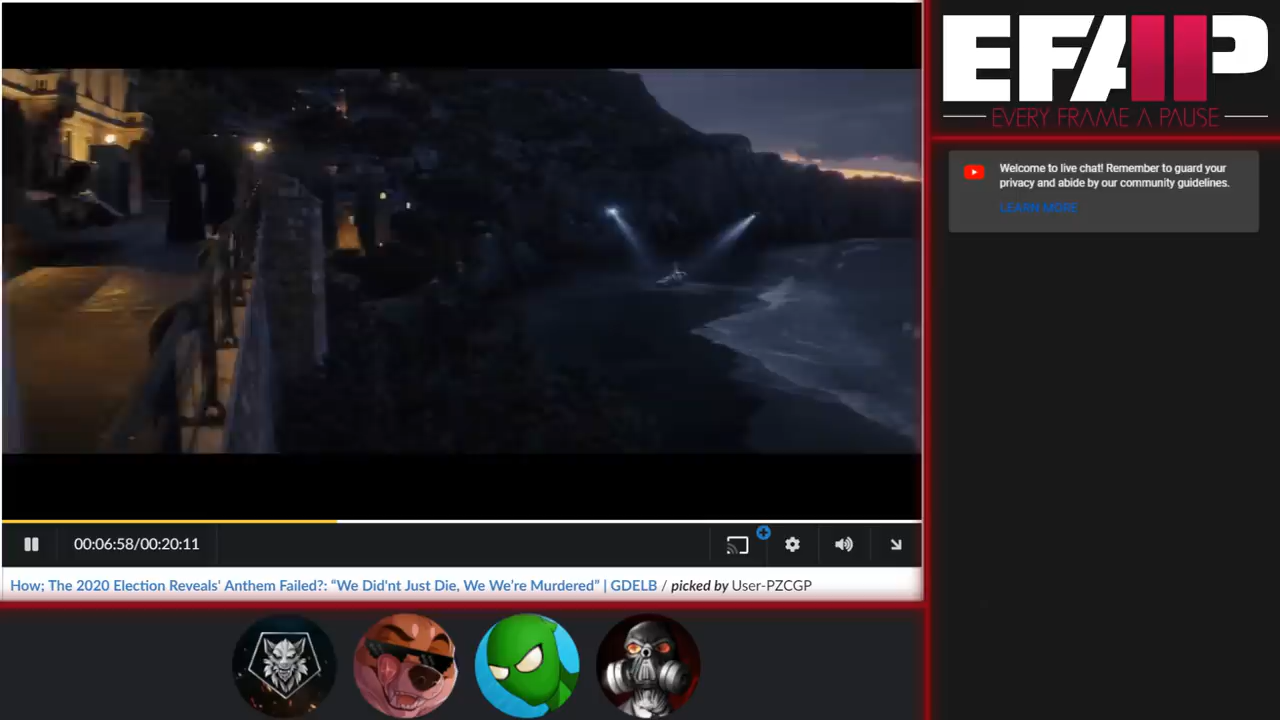 EFAP
EVERY FRAME A PAUSE
Welcome to live chat! Remember to guard your
privacy and abide by our community guidelines.
LEARN MORE
00:06:58/00:20:11
How; The 2020 Election Reveals' Anthem Failed?: “We Did'nt Just Die, We We're Murdered” | GDELB / picked by User-PZCGP